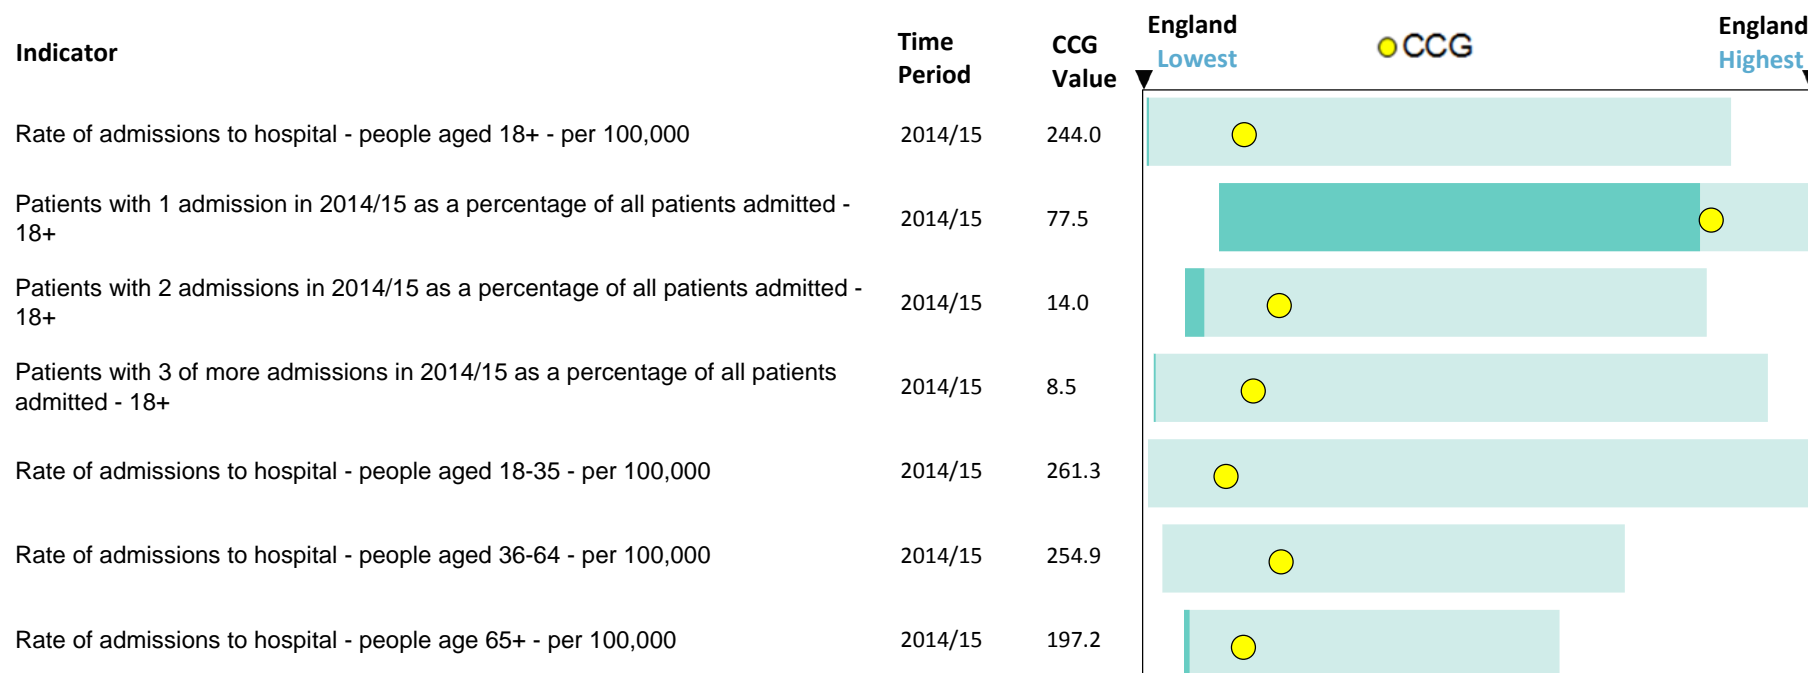 Indicator
Time Period
CCG Value
England Lowest
CCG
England Highest
Rate of admissions to hospital - people aged 18+ - per 100,000 2014/15 244.0
Patients with 1 admission in 2014/15 as a percentage of all patients admitted -
18+
2014/15 77.5
Patients with 2 admissions in 2014/15 as a percentage of all patients admitted -
18+
2014/15 14.0
Patients with 3 of more admissions in 2014/15 as a percentage of all patients
admitted - 18+
2014/15 8.5
Rate of admissions to hospital - people aged 18-35 - per 100,000 2014/15 261.3
Rate of admissions to hospital - people aged 36-64 - per 100,000 2014/15 254.9
Rate of admissions to hospital - people age 65+ - per 100,000 2014/15 197.2